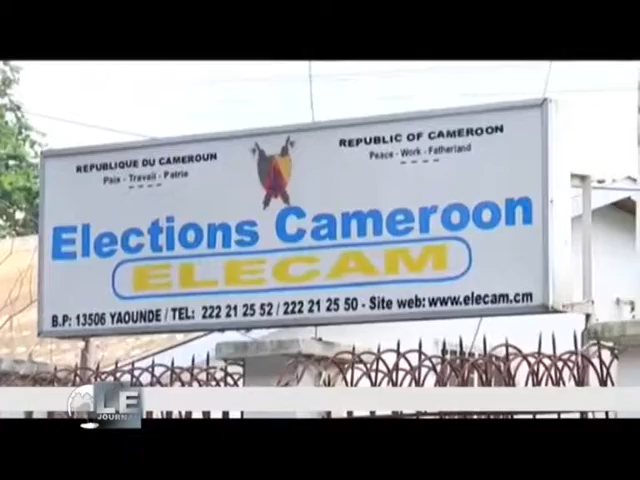 REPUBLIQUE DU CAMEROUN
Paix - Travail - Patrie
REPUBLIC OF CAMEROON
Peace - Work - Fatherland
Elections Cameroon
ELECAM
B.P: 13506 YAOUNDE / TEL: 222 21 25 52 / 222 21 25 50 - Site web: www.elecam.cm
LE
JOURNAL